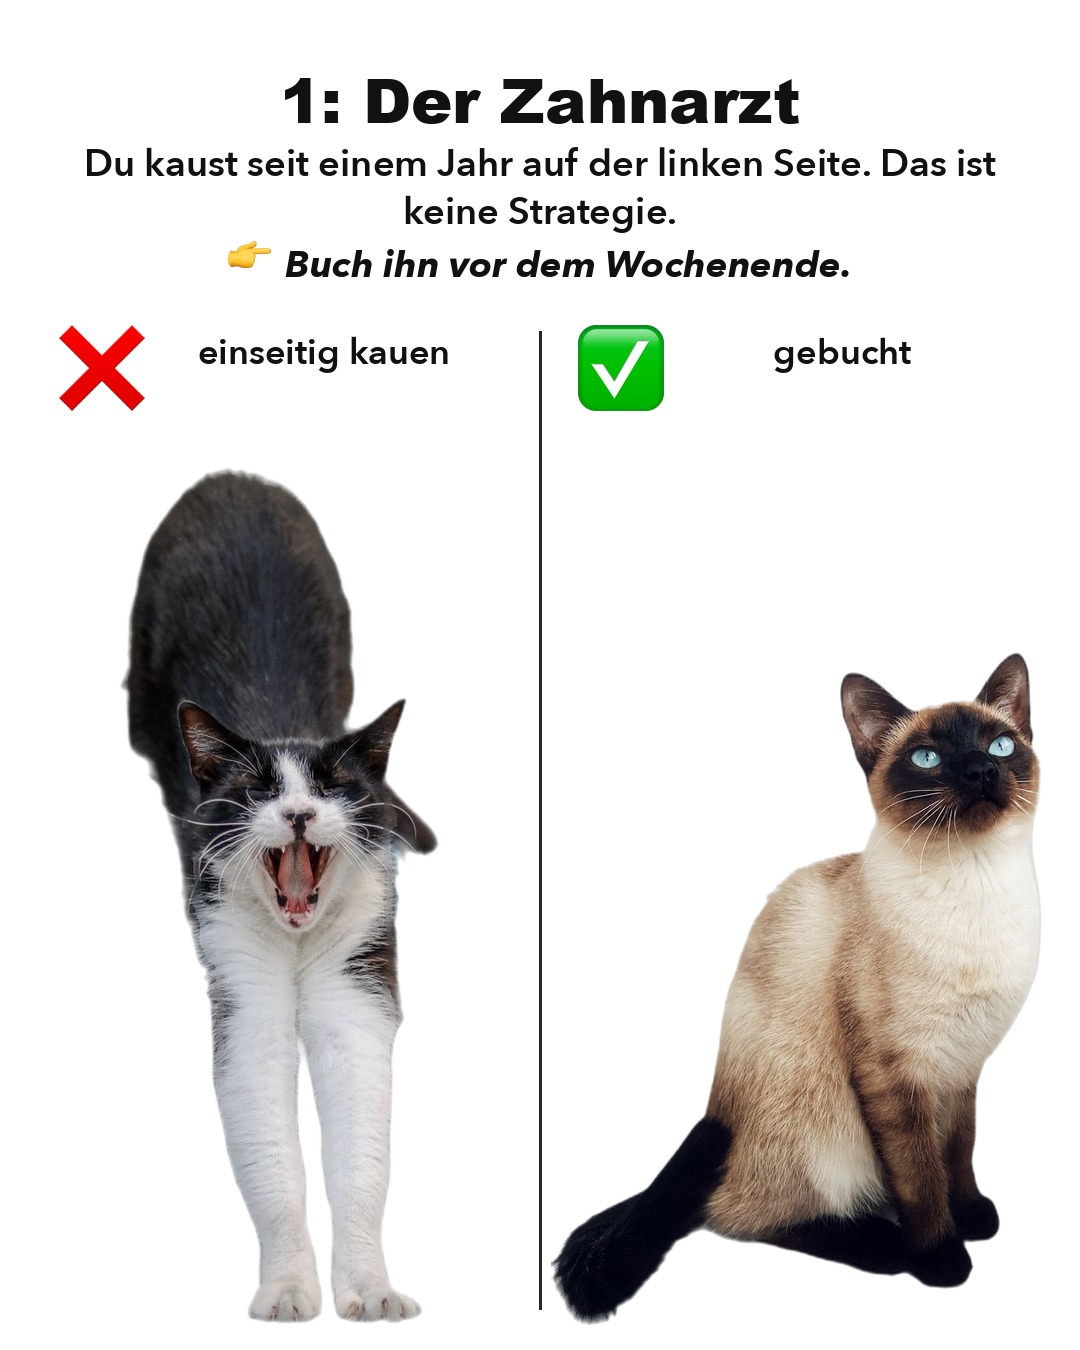 1: Der Zahnarzt
Du kaust seit einem Jahr auf der linken Seite. Das ist
keine Strategie.
👉 Buch ihn vor dem Wochenende.
einseitig kauen
gebucht